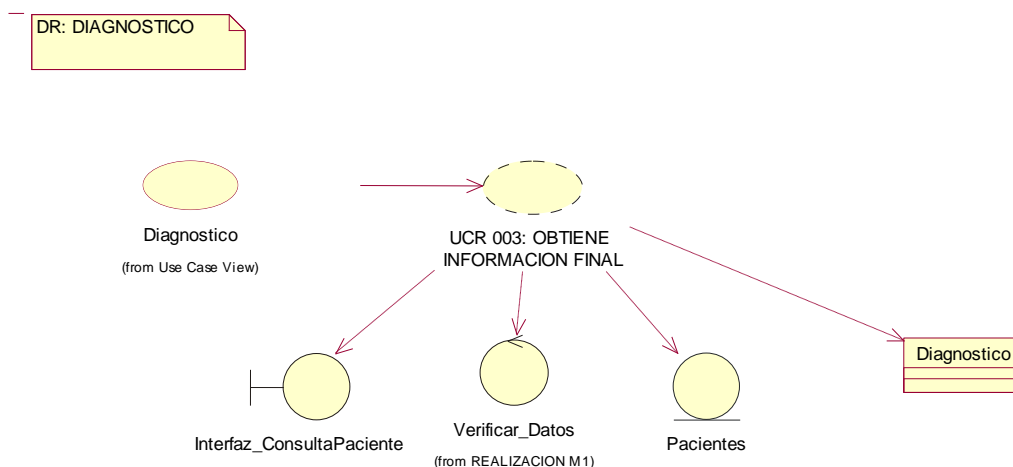 DR: DIAGNOSTICO
Diagnostico
(from Use Case View)
UCR 003: OBTIENE
INFORMACION FINAL
Diagnostico
Interfaz_ConsultaPaciente
Verificar_Datos
(from REALIZACION M1)
Pacientes